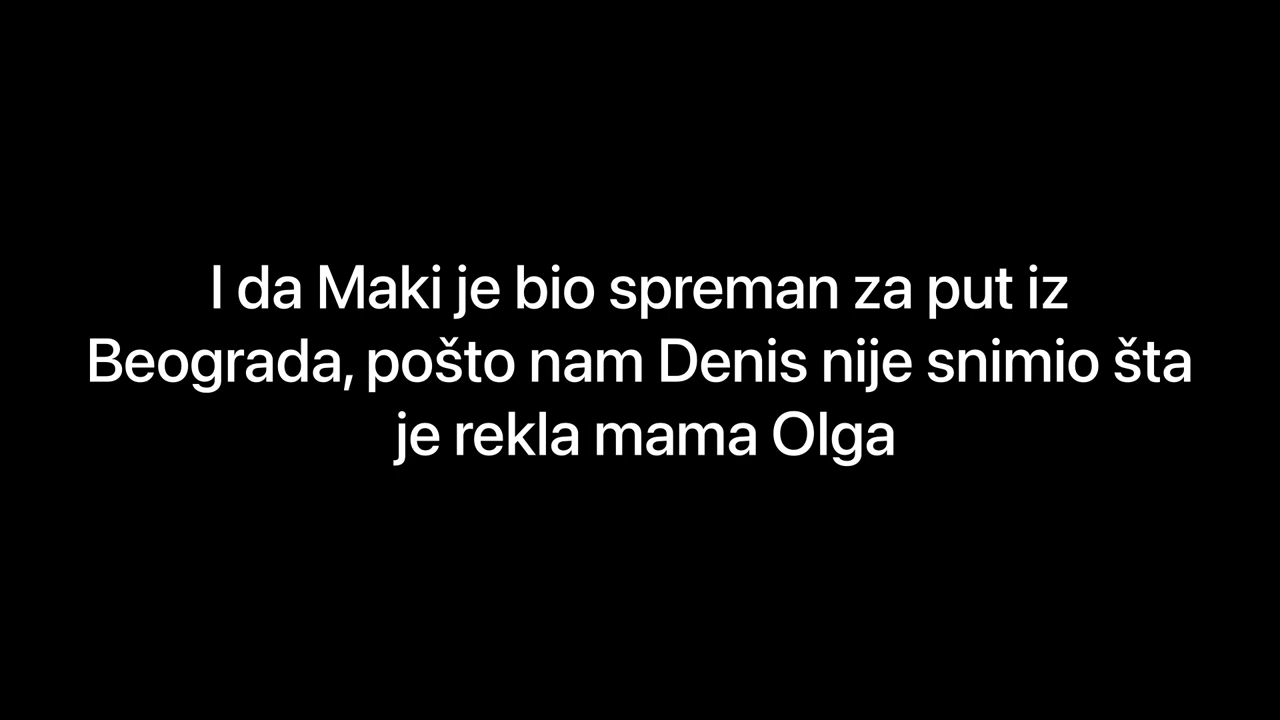 I da Maki je bio spreman za put iz
Beograda, pošto nam Denis nije snimio šta
je rekla mama Olga